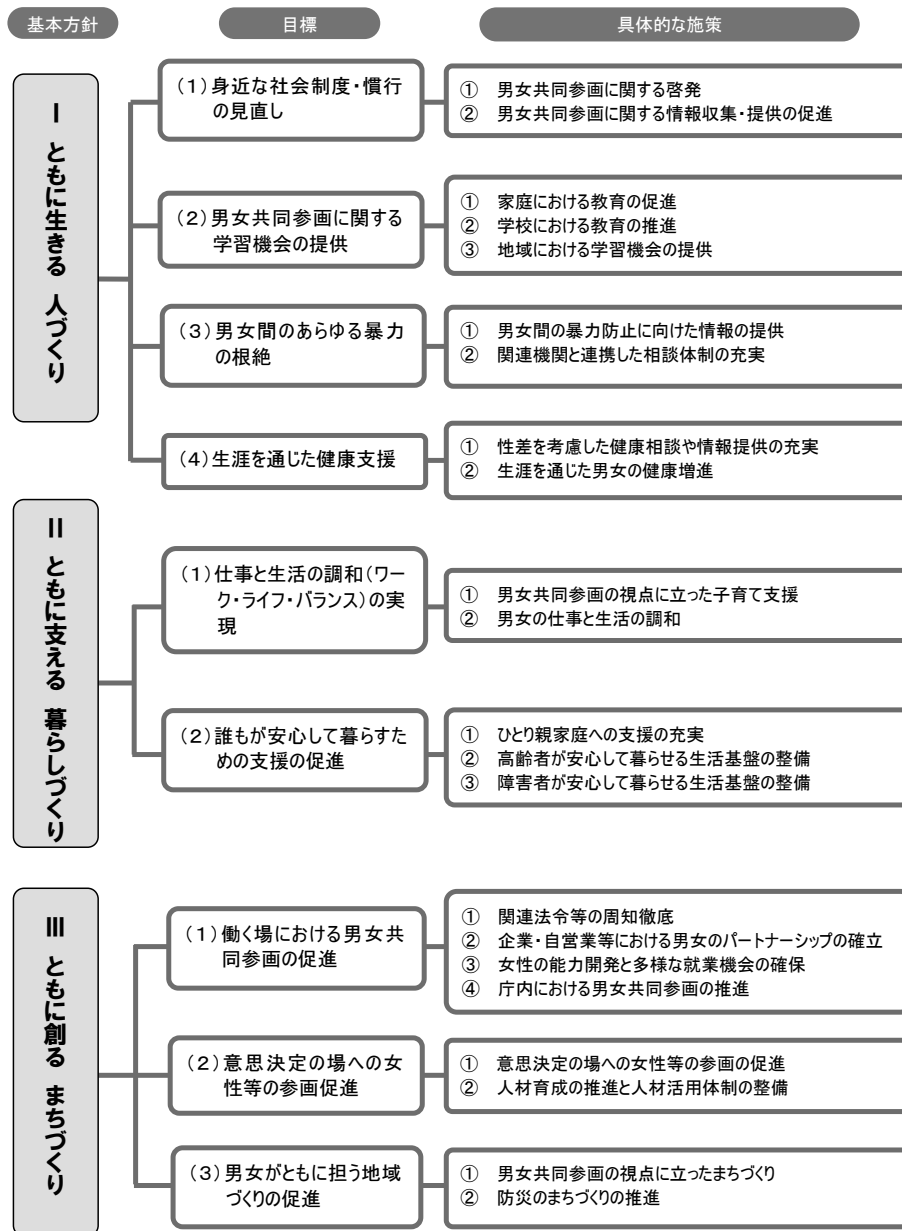 基本方針
目標
具体的な施策
Ⅰ ともに生きる 人づくり
(1)身近な社会制度・慣行
の見直し
① 男女共同参画に関する啓発
② 男女共同参画に関する情報収集・提供の促進
(2)男女共同参画に関する
学習機会の提供
① 家庭における教育の促進
② 学校における教育の推進
③ 地域における学習機会の提供
(3)男女間のあらゆる暴力
の根絶
① 男女間の暴力防止に向けた情報の提供
② 関連機関と連携した相談体制の充実
(4)生涯を通じた健康支援
① 性差を考慮した健康相談や情報提供の充実
② 生涯を通じた男女の健康増進
Ⅱ ともに支える 暮らしづくり
(1)仕事と生活の調和(ワー
ク・ライフ・バランス)の実
現
① 男女共同参画の視点に立った子育て支援
② 男女の仕事と生活の調和
(2)誰もが安心して暮らすた
めの支援の促進
① ひとり親家庭への支援の充実
② 高齢者が安心して暮らせる生活基盤の整備
③ 障害者が安心して暮らせる生活基盤の整備
Ⅲ ともに創る まちづくり
(1)働く場における男女共
同参画の促進
① 関連法令等の周知徹底
② 企業・自営業等における男女のパートナーシップの確立
③ 女性の能力開発と多様な就業機会の確保
④ 庁内における男女共同参画の推進
(2)意思決定の場への女
性等の参画促進
① 意思決定の場への女性等の参画の促進
② 人材育成の推進と人材活用体制の整備
(3)男女がともに担う地域
づくりの促進
① 男女共同参画の視点に立ったまちづくり
② 防災のまちづくりの推進